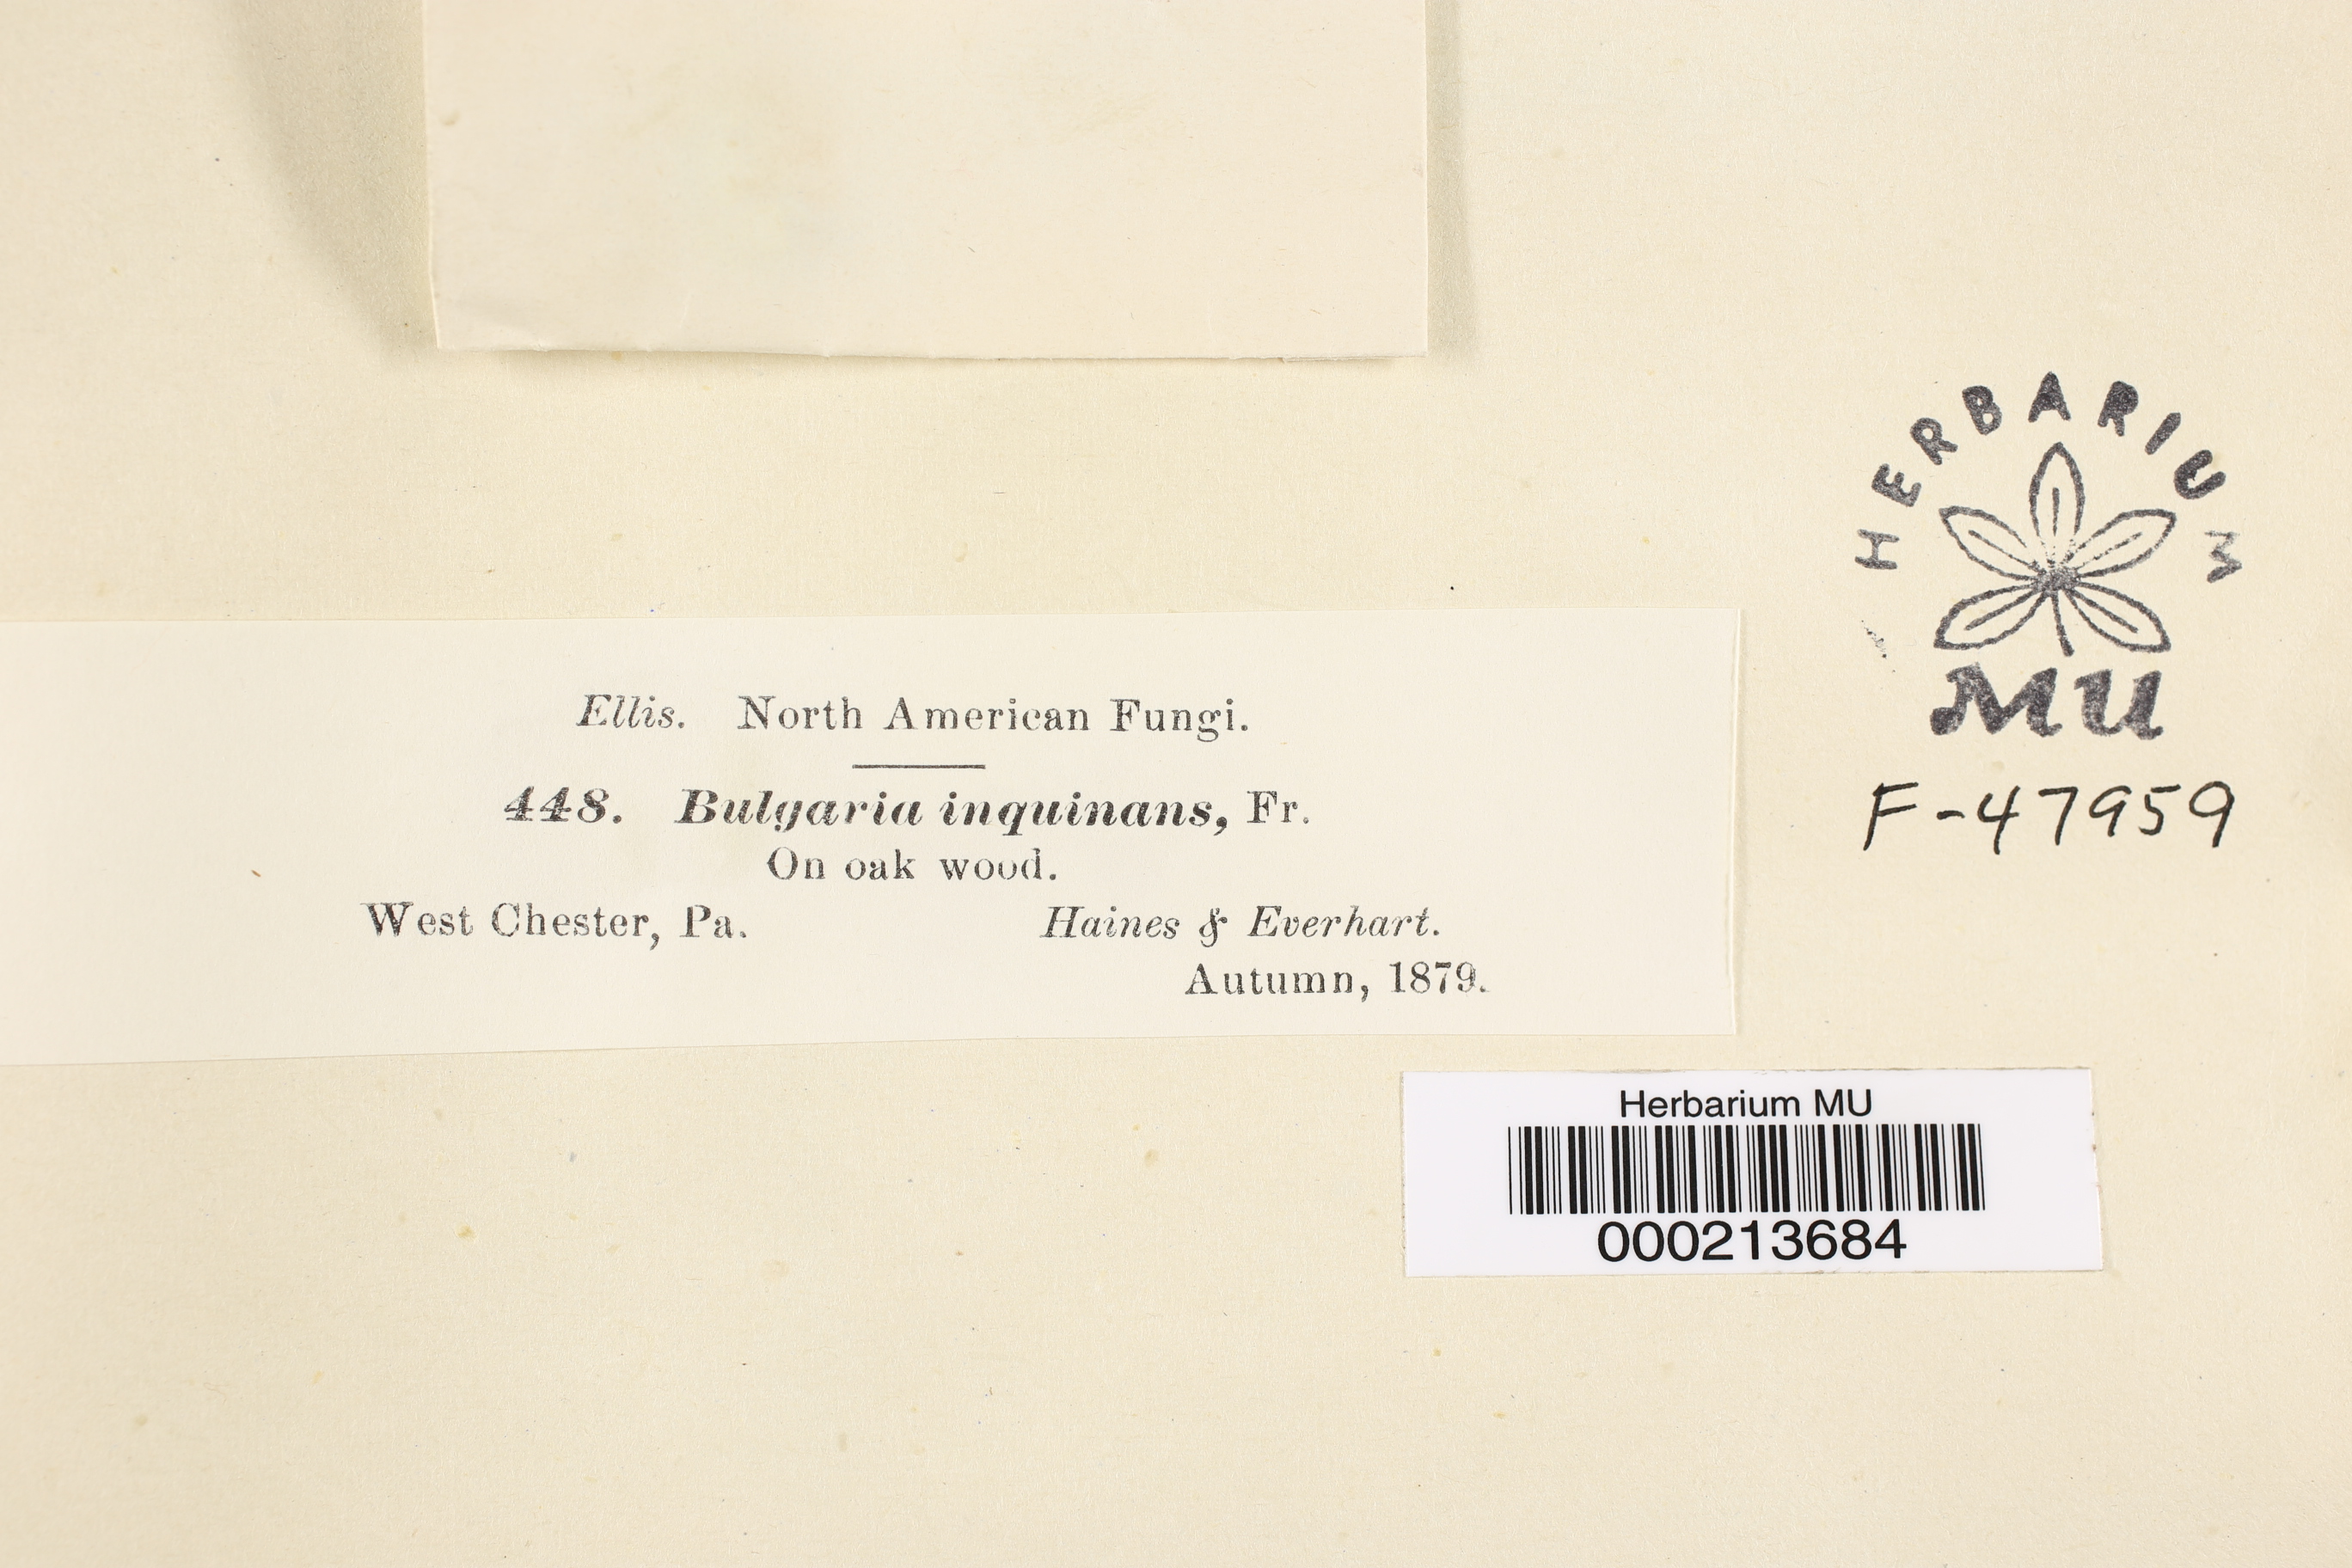 HERBARIUM
MU
F-47959
Ellis. North American Fungi.
448. Bulgaria inquinans, Fr.
On oak wood.
West Chester, Pa. Haines & Everhart.
Autumn, 1879.
Herbarium MU
000213684